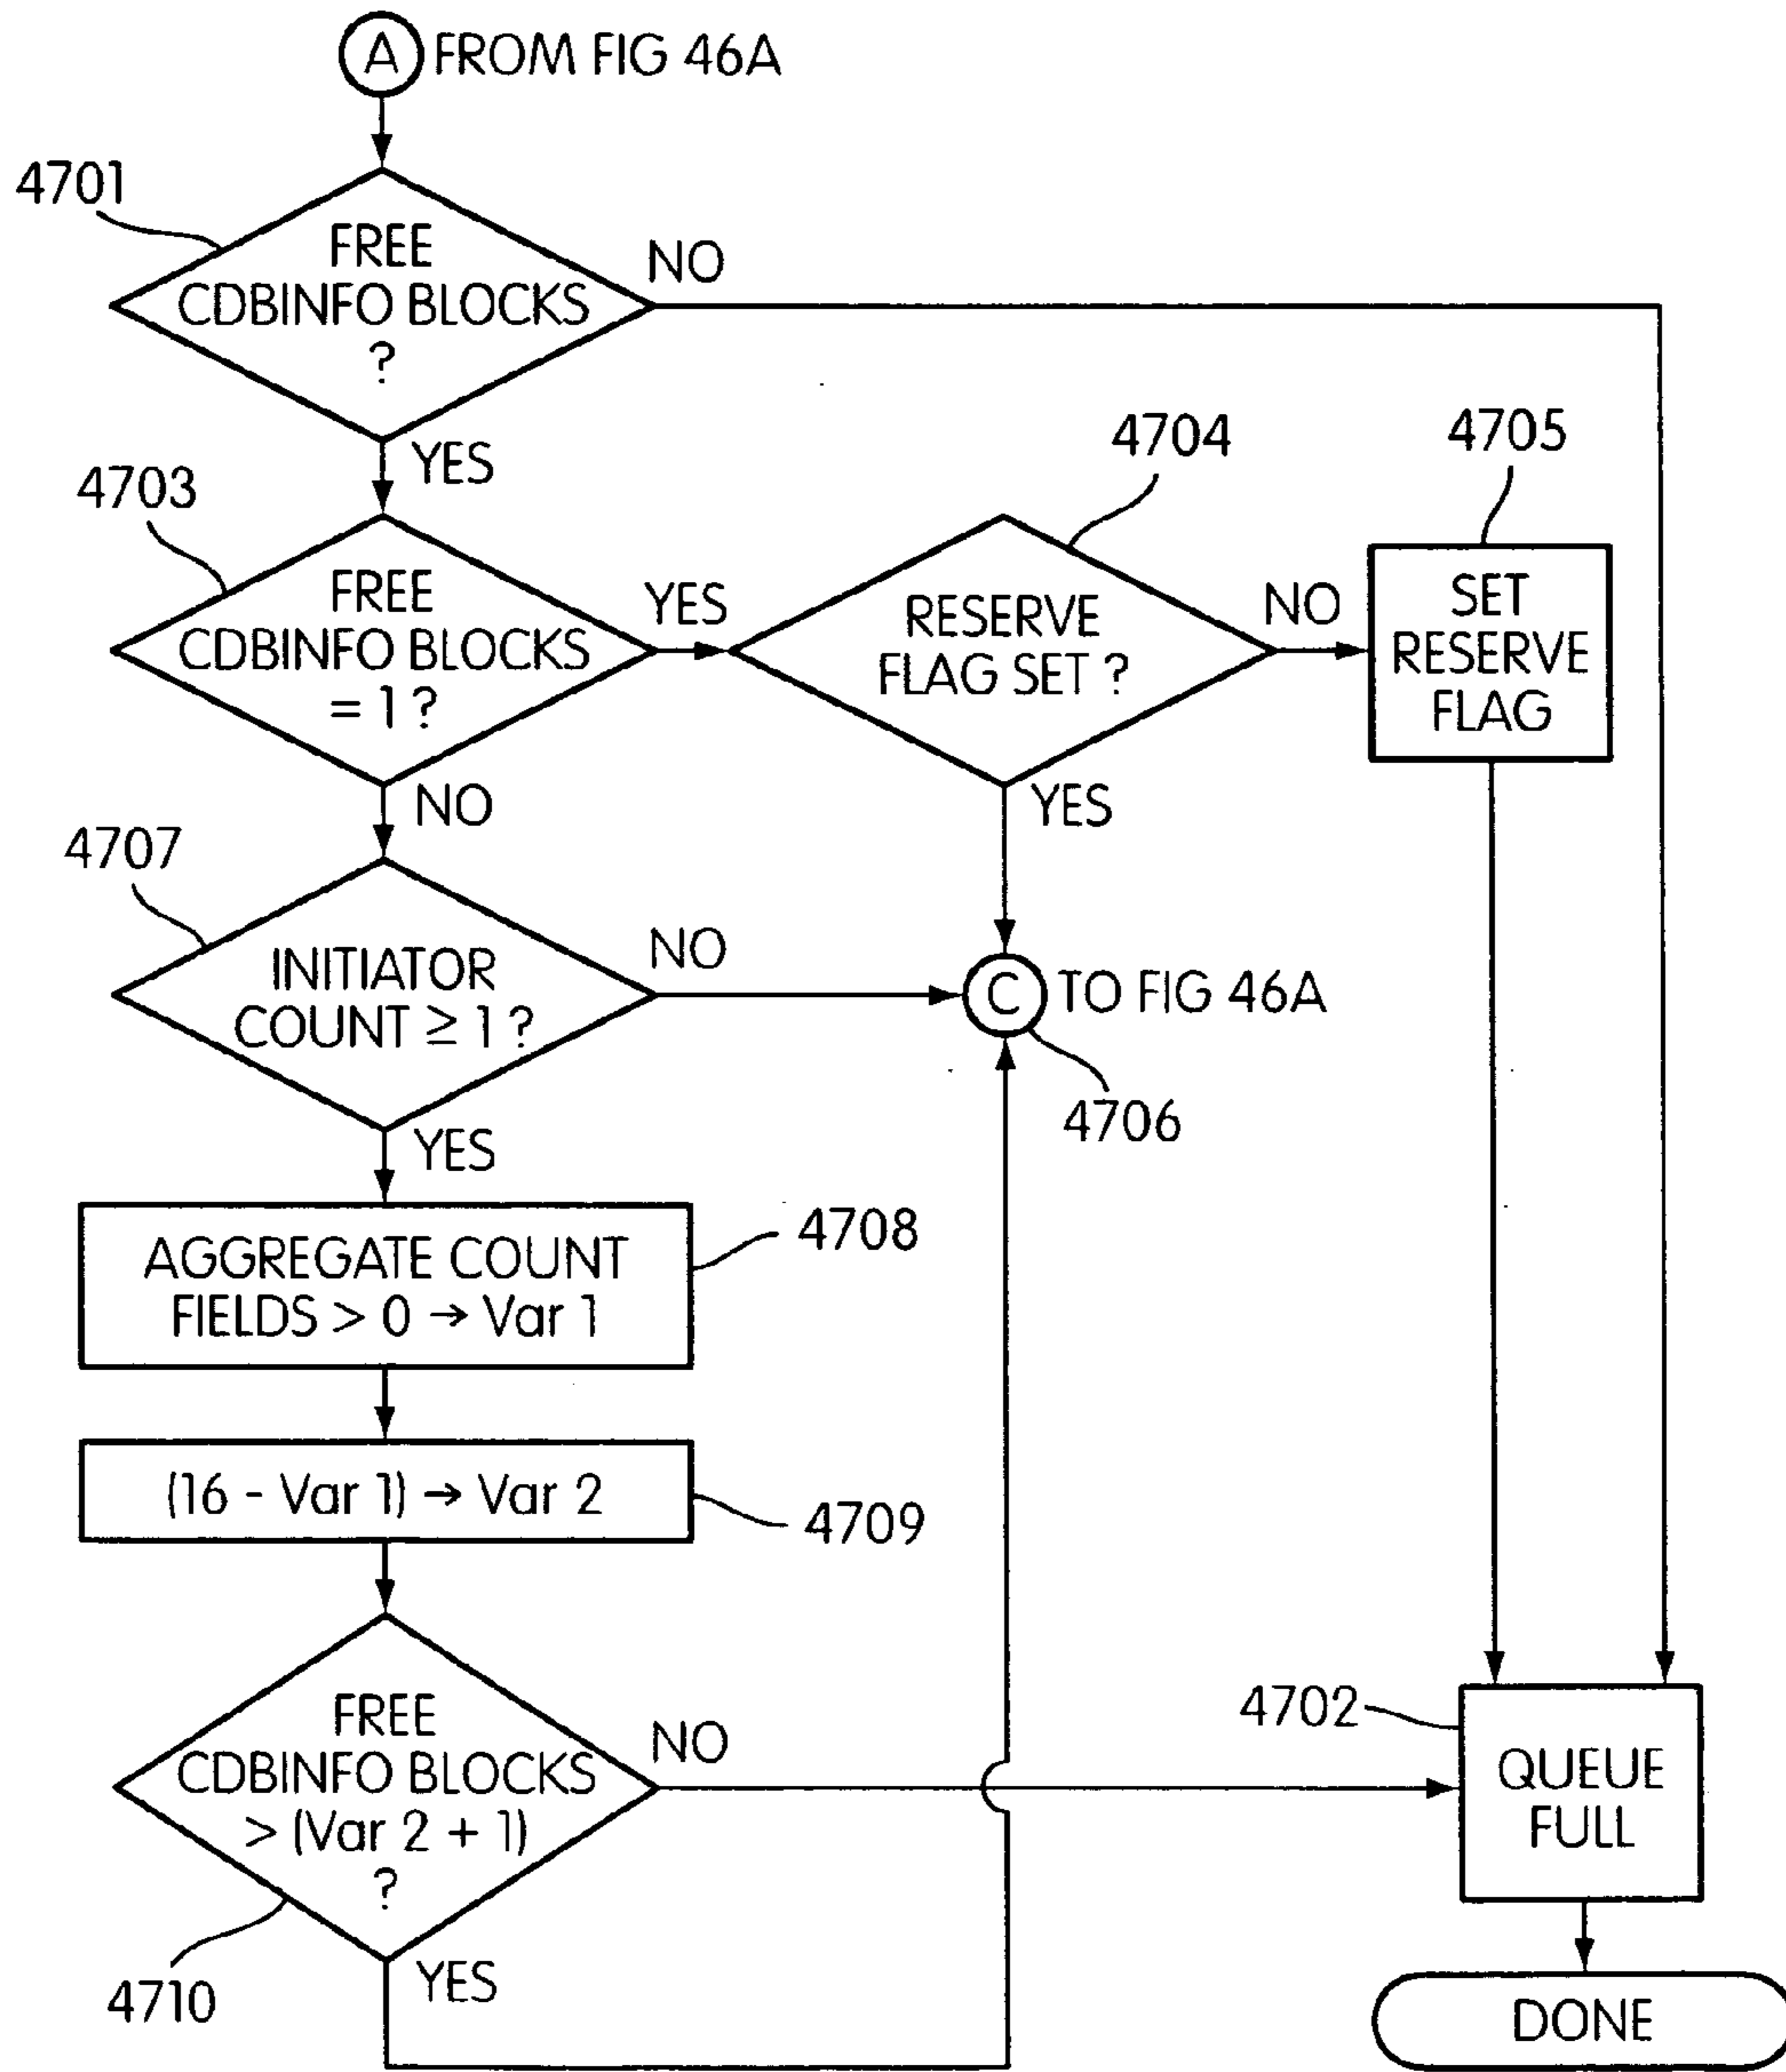 A FROM FIG 46A
4701
FREE
CDBINFO BLOCKS
?
NO
YES
4703
FREE
CDBINFO BLOCKS
= 1 ?
YES
NO
4704
RESERVE
FLAG SET ?
NO
YES
4705
SET
RESERVE
FLAG
4707
INITIATOR
COUNT ≥ 1 ?
NO
YES
C TO FIG 46A
4706
AGGREGATE COUNT
FIELDS > 0 → Var 1
4708
(16 - Var 1) → Var 2
4709
FREE
CDBINFO BLOCKS
> (Var 2 + 1)
?
NO
YES
4710
4702
QUEUE
FULL
DONE